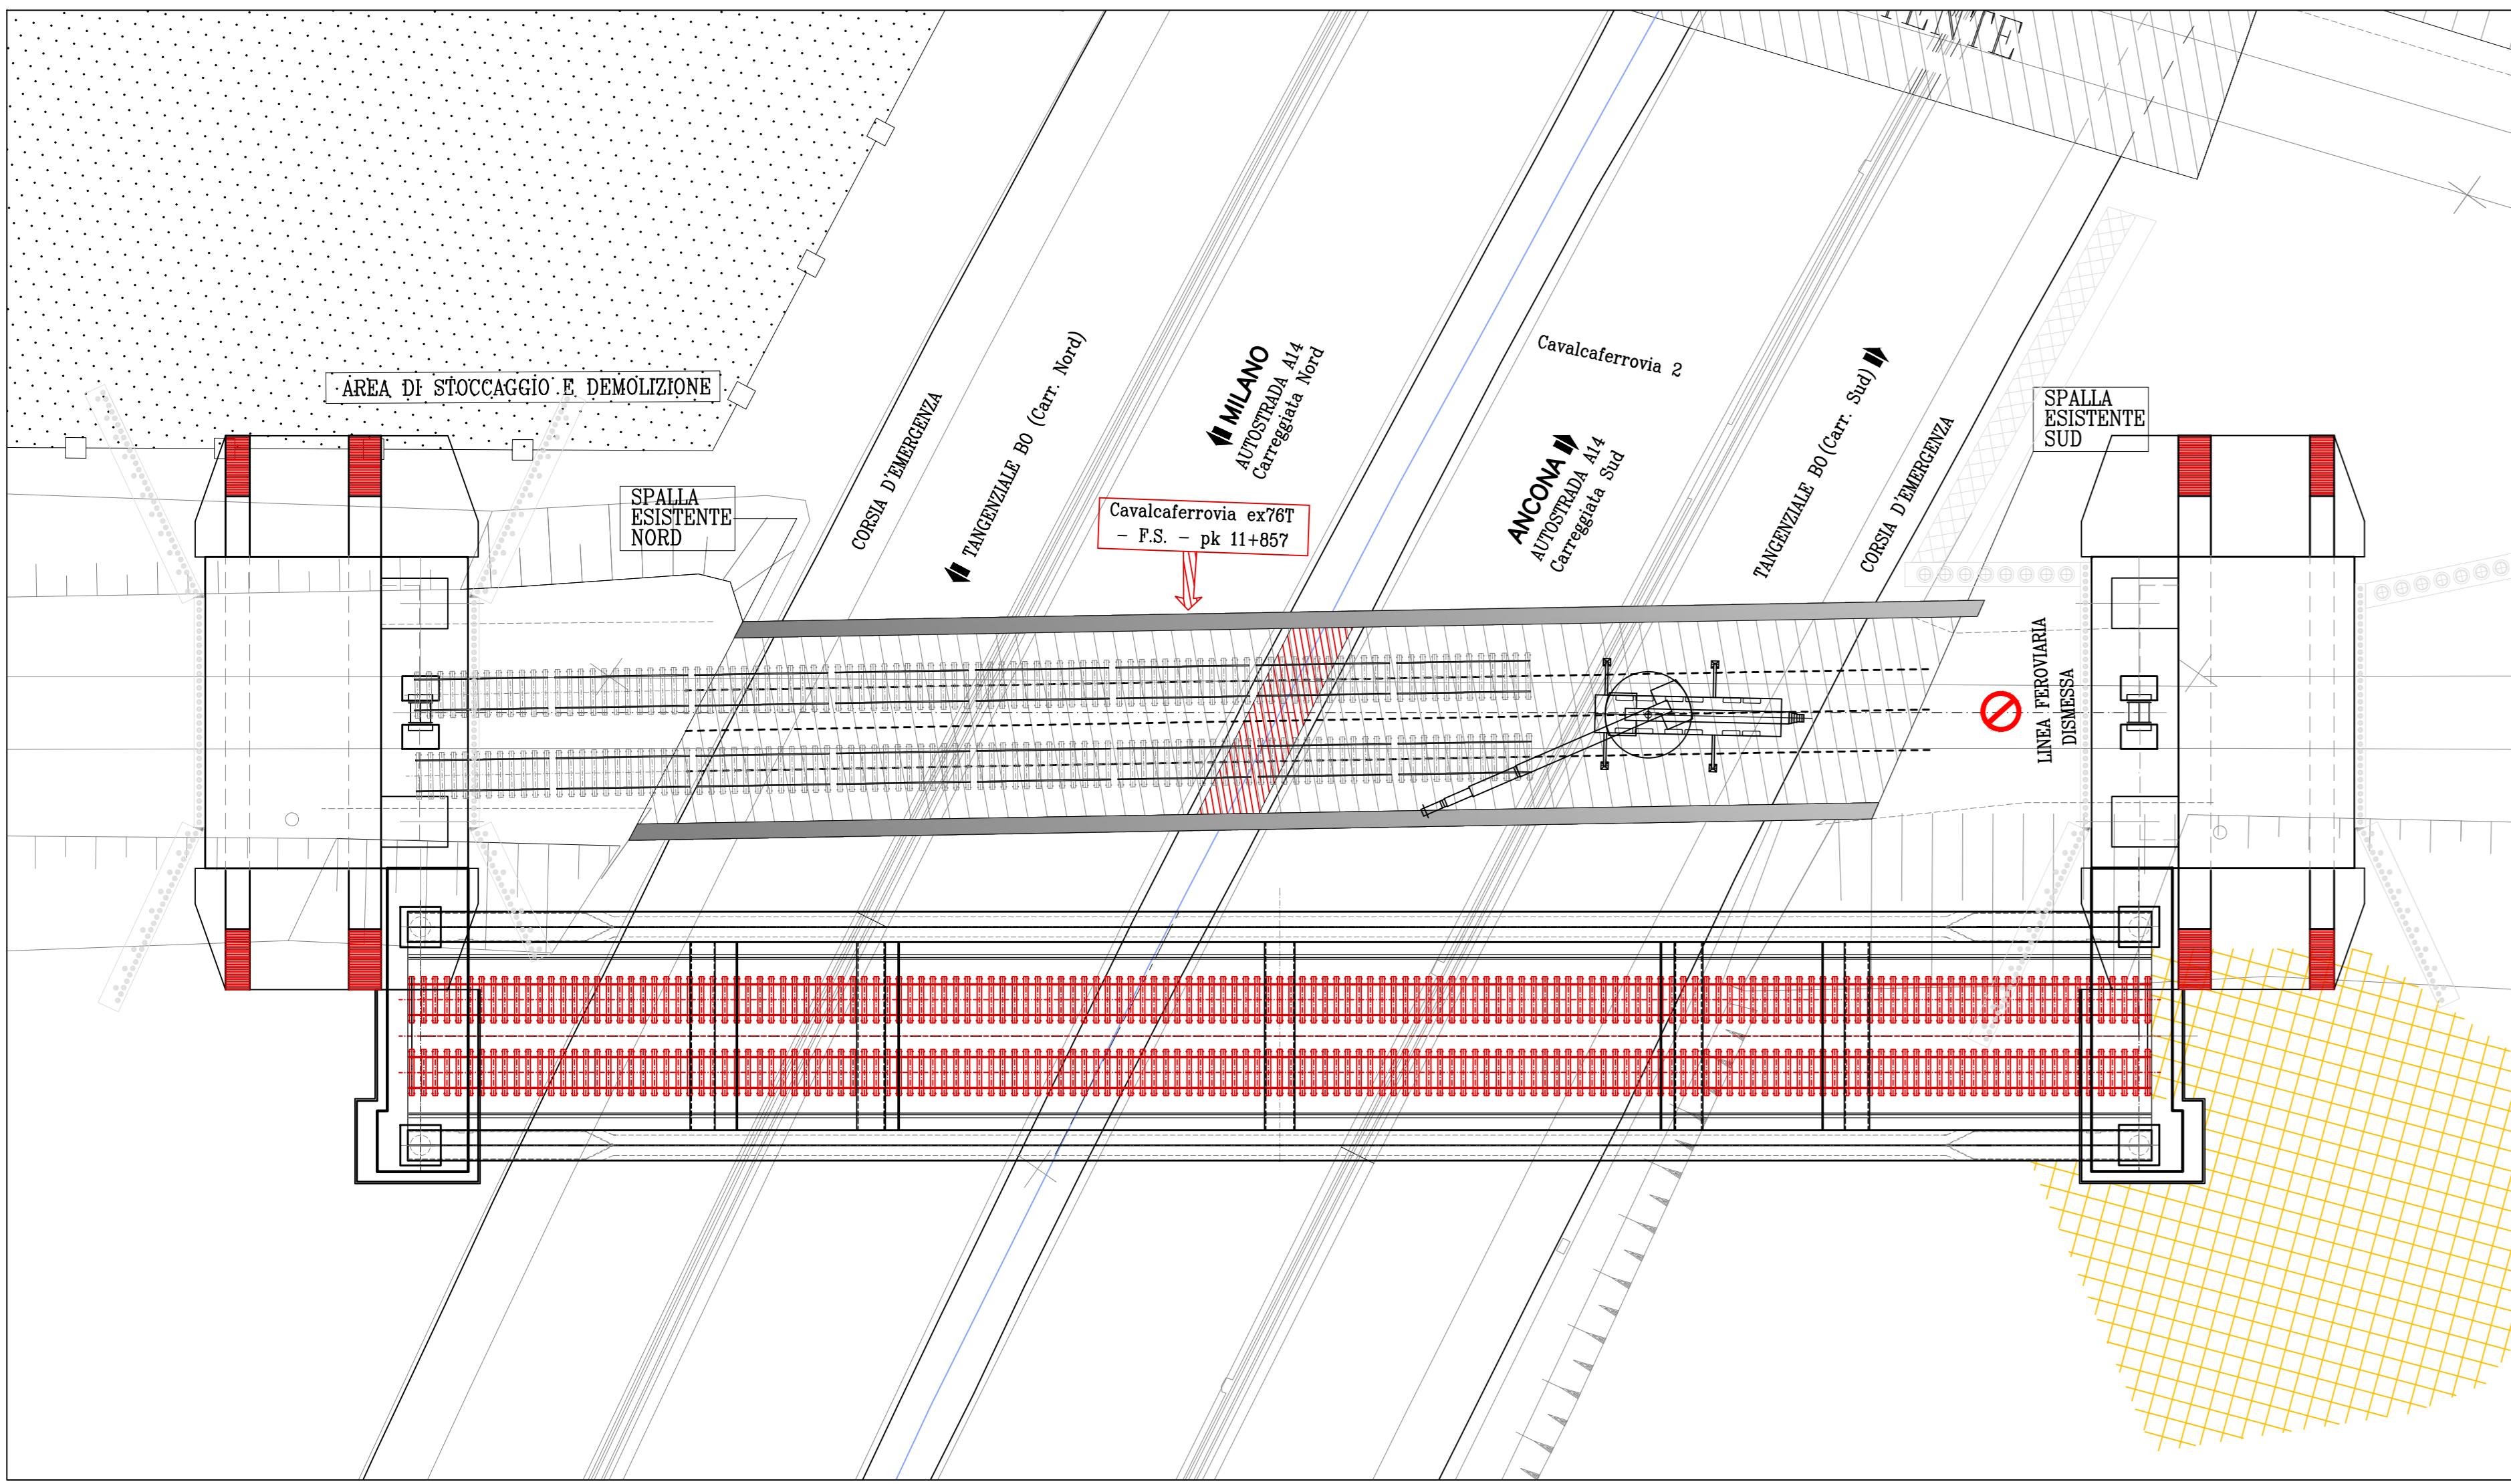 AREA DI STOCCAGGIO E DEMOLIZIONE
SPALLA
ESISTENTE
NORD
CORSIA D'EMERGENZA
TANGENZIALE BO (Carr. Nord)
MILANO
AUTOSTRADA A14
Carreggiata Nord
Cavalcaferrovia ex76T
- F.S. - pk 11+857
Cavalcaferrovia 2
ANCONA
AUTOSTRADA A14
Carreggiata Sud
TANGENZIALE BO (Carr. Sud)
CORSIA D'EMERGENZA
SPALLA
ESISTENTE
SUD
LINEA FERROVIARIA
DISMESSA